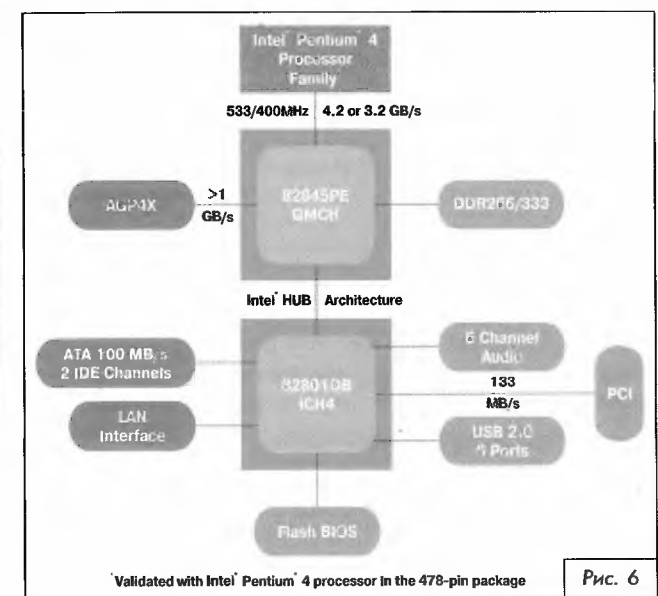 Intel® Pentium® 4
Processor
Family
533/400MHz 4.2 or 3.2 GB/s
AGP4X
>1
GB/s
82845PE
GMCH
DDR266/333
Intel® HUB Architecture
ATA 100 MB/s
2 IDE Channels
LAN
Interface
82801DB
ICH4
6 Channel
Audio
133
MB/s
PCI
USB 2.0
6 Ports
Flash BIOS
*Validated with Intel® Pentium® 4 processor in the 478-pin package
Рис. 6